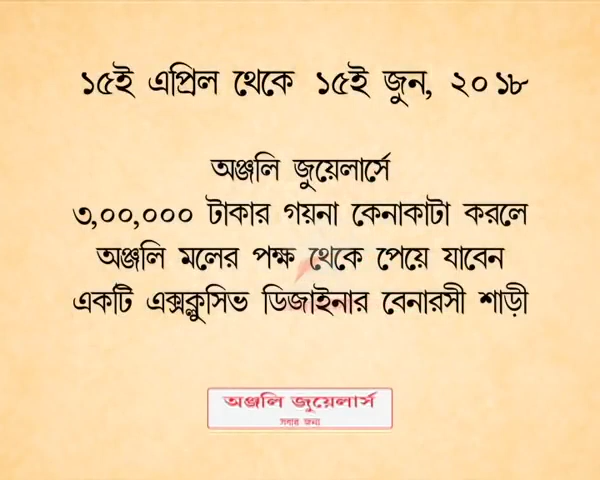 ১৫ই এপ্রিল থেকে ১৫ই জুন, ২০১৮
অঞ্জলি জুয়েলার্সে
৩,০০,০০০ টাকার গয়না কেনাকাটা করলে
অঞ্জলি মলের পক্ষ থেকে পেয়ে যাবেন
একটি এক্সক্লুসিভ ডিজাইনার বেনারসী শাড়ী
অঞ্জলি জুয়েলার্স
সবার জন্য